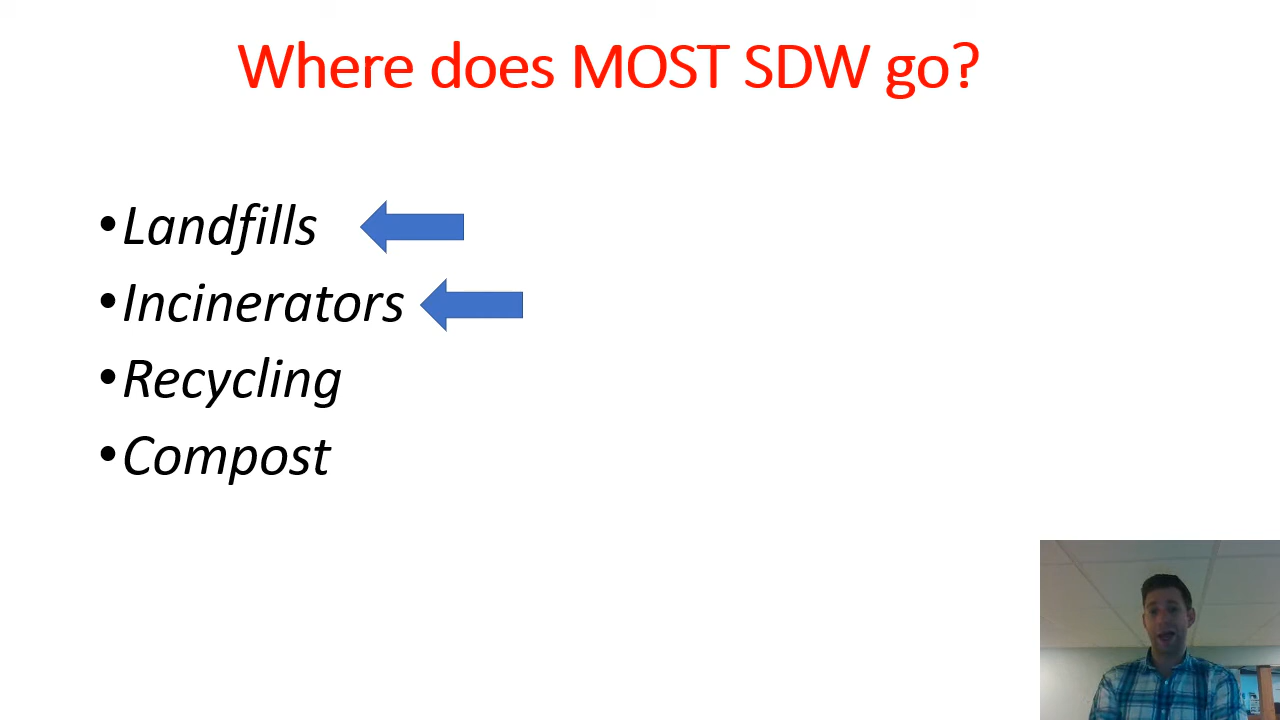 Where does MOST SDW go?
•Landfills
•Incinerators
•Recycling
•Compost